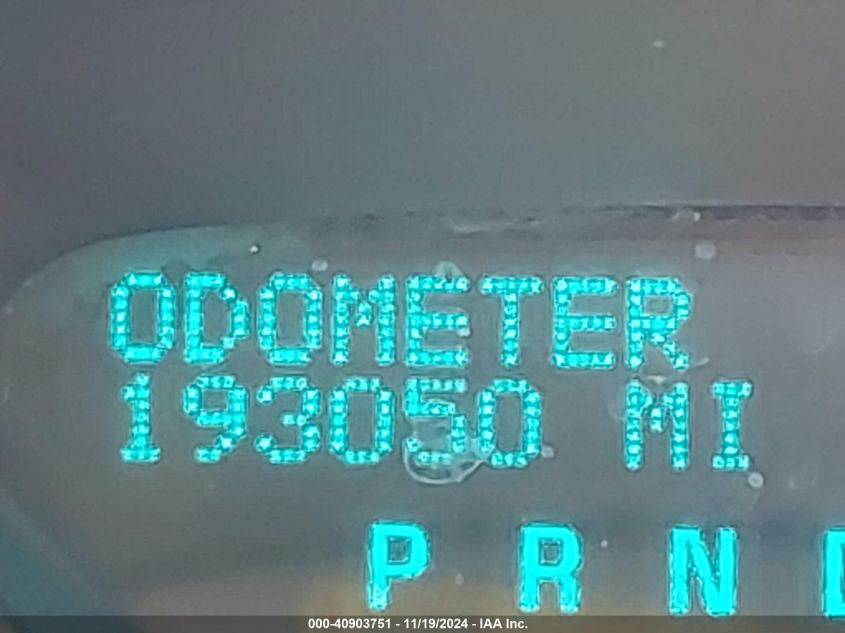 ODOMETER
193050 MI
P R N D
000-40903751 - 11/19/2024 - IAA Inc.